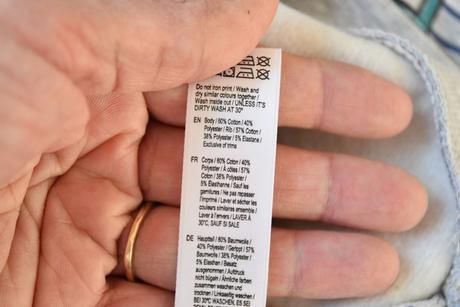 Do not iron print / Wash and
dry similar colours together /
Wash inside out / UNLESS IT'S
DIRTY WASH AT 30°
EN Body / 60% Cotton / 40%
Polyester / Rib / 57% Cotton
38% Polyester / 5% Elastane /
Exclusive of trims
FR Corps / 60% Coton / 40%
Polyester / À côtes / 57%
Coton / 38% Polyester /
5% Élasthanne / Sauf les
garnitures / Ne pas repasser
l'imprimé / Laver et sécher les
couleurs similaires ensemble /
Laver à l'envers / LAVER À
30°C, SAUF SI SALE
DE Hauptteil / 60% Baumwolle
/ 40% Polyester / Geripp / 57%
Baumwolle / 38% Polyester /
5% Elasthan / Besatz
ausgenommen / Aufdruck
nicht bügeln / Ähnliche farben
zusammen waschen und
trocknen / Linksseitig waschen
/ BEI 30°C WASCHEN, ES SEI